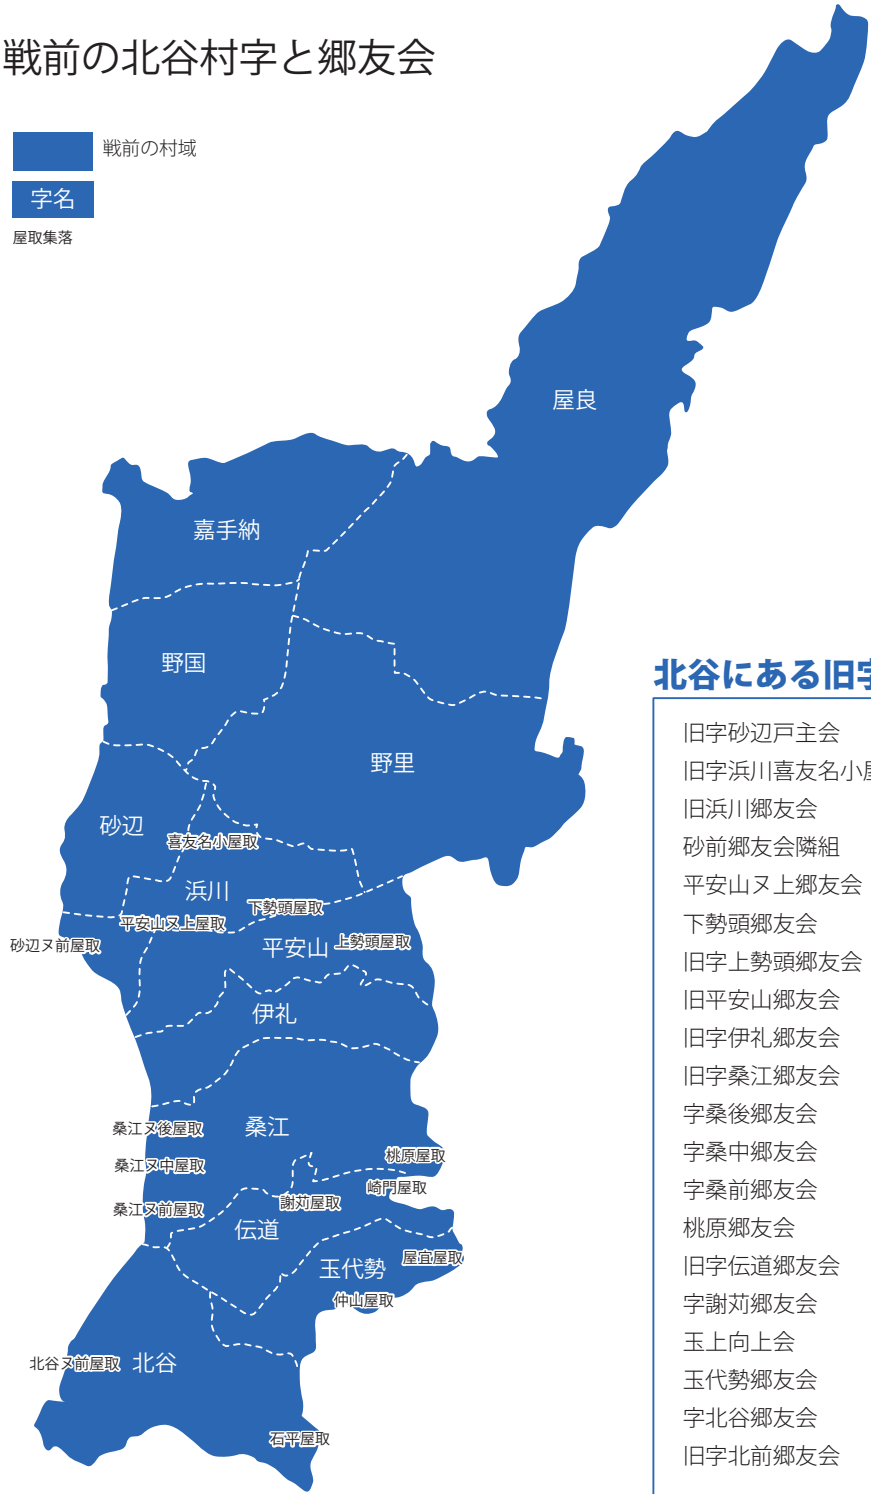 戦前の北谷村字と郷友会
戦前の村域
字名
屋取集落
屋良
嘉手納
野国
野里
砂辺
喜友名小屋取
浜川
下勢頭屋取
平安山ヌ上屋取
砂辺ヌ前屋取
平安山
上勢頭屋取
伊礼
桑江ヌ後屋取
桑江
桑江ヌ中屋取
桃原屋取
崎門屋取
桑江ヌ前屋取
謝苅屋取
伝道
屋宜屋取
玉代勢
仲山屋取
北谷ヌ前屋取
北谷
石平屋取
北谷にある旧字
旧字砂辺戸主会
旧字浜川喜友名小屋
旧浜川郷友会
砂前郷友会隣組
平安山ヌ上郷友会
下勢頭郷友会
旧字上勢頭郷友会
旧平安山郷友会
旧字伊礼郷友会
旧字桑江郷友会
字桑後郷友会
字桑中郷友会
字桑前郷友会
桃原郷友会
旧字伝道郷友会
字謝苅郷友会
玉上向上会
玉代勢郷友会
字北谷郷友会
旧字北前郷友会